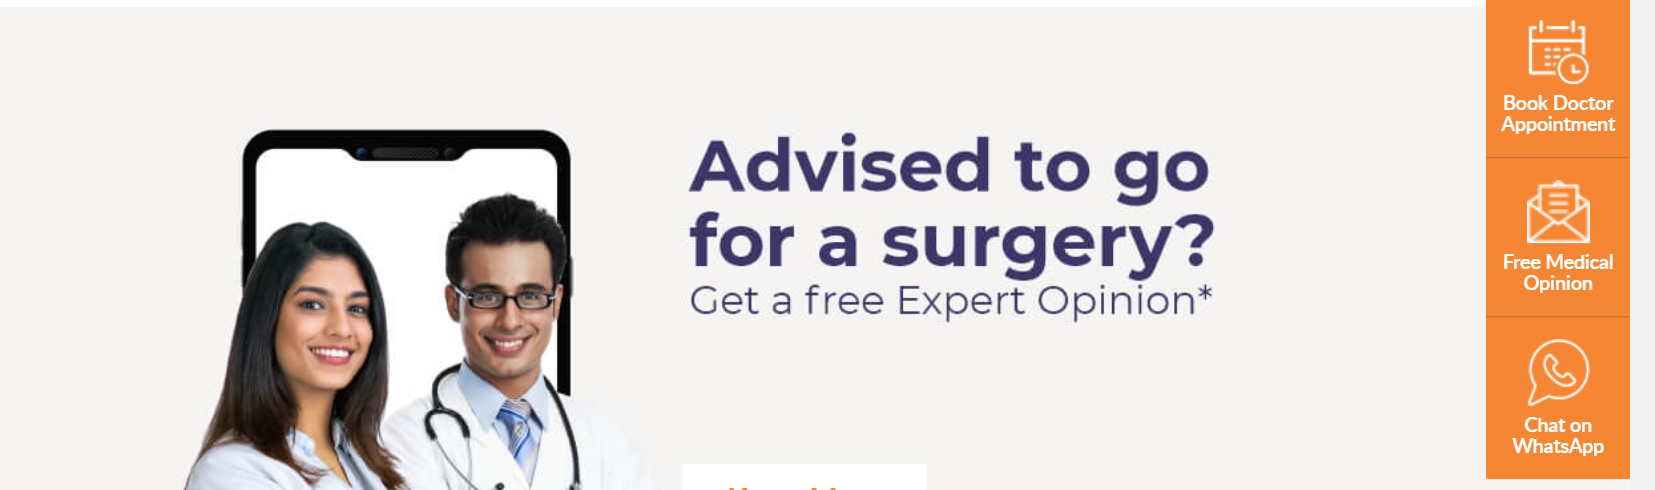 Advised to go
for a surgery?
Get a free Expert Opinion*
Book Doctor
Appointment
Free Medical
Opinion
Chat on
WhatsApp